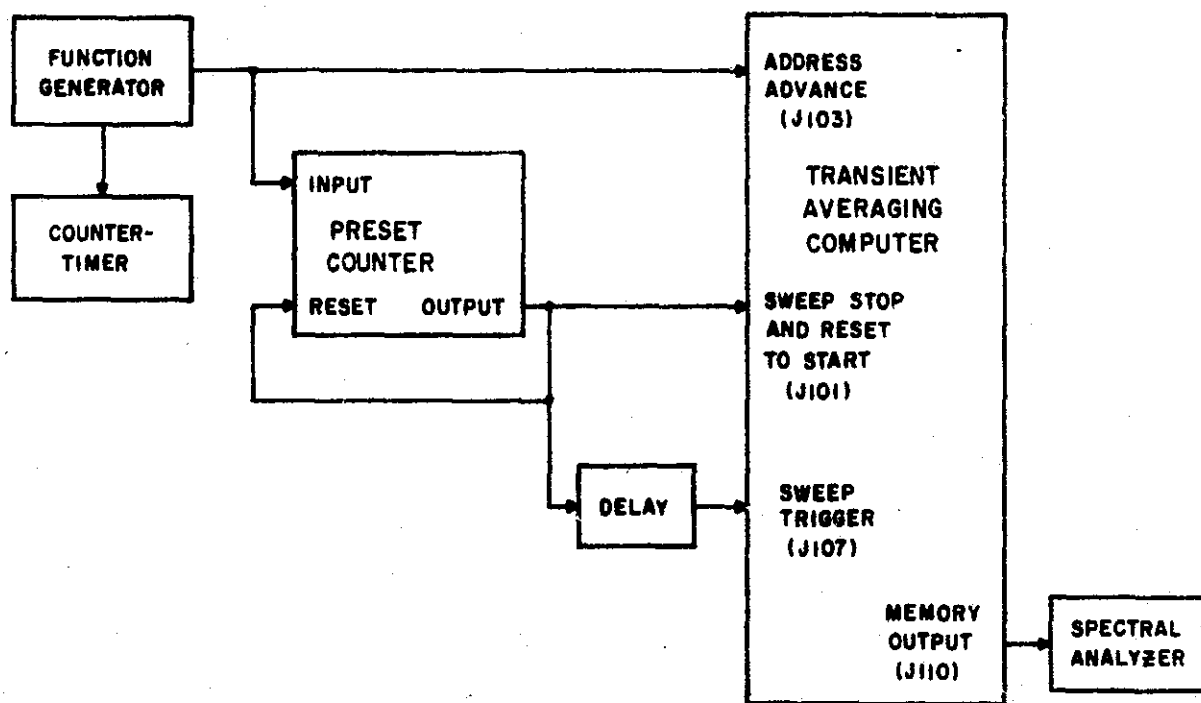 FUNCTION
GENERATOR
COUNTER-
TIMER
INPUT
PRESET
COUNTER
RESET OUTPUT
DELAY
ADDRESS
ADVANCE
(J103)
TRANSIENT
AVERAGING
COMPUTER
SWEEP STOP
AND RESET
TO START
(J101)
SWEEP
TRIGGER
(J107)
MEMORY
OUTPUT
(J110)
SPECTRAL
ANALYZER